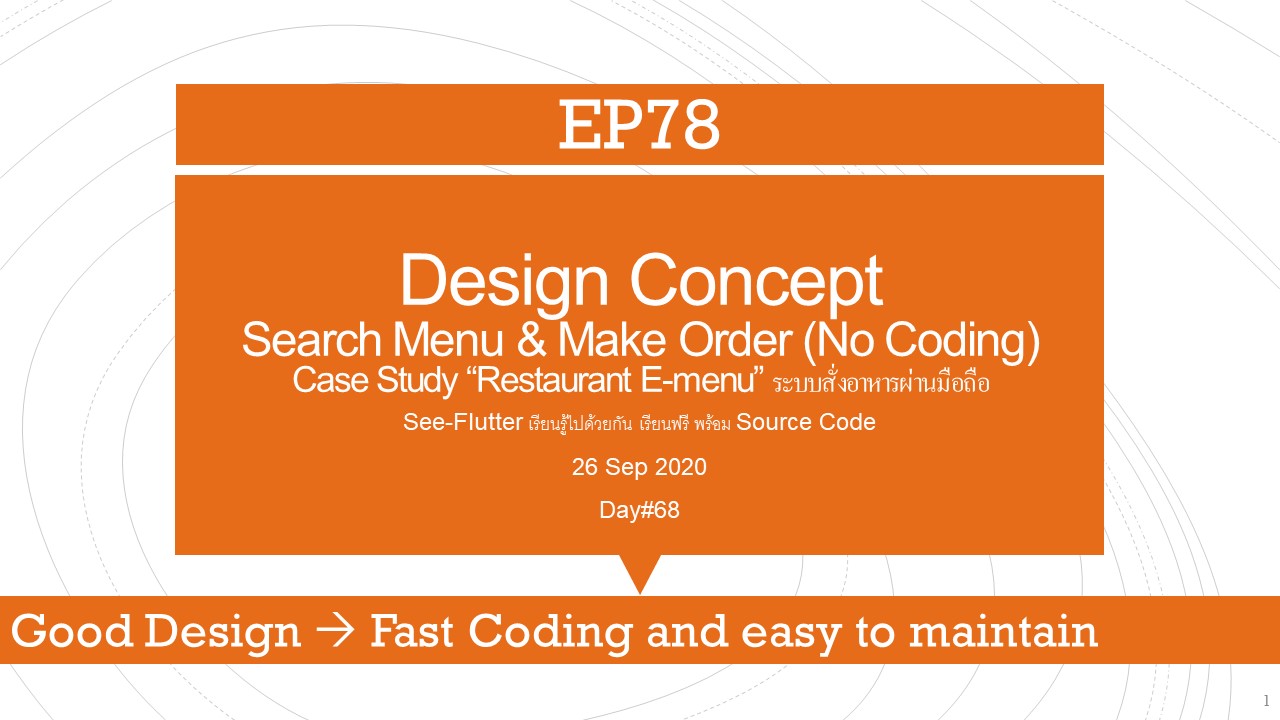 EP78
Design Concept
Search Menu & Make Order (No Coding)
Case Study “Restaurant E-menu” ระบบสั่งอาหารผ่านมือถือ
See-Flutter เรียนรู้ไปด้วยกัน เรียนฟรี พร้อม Source Code
26 Sep 2020
Day#68
Good Design → Fast Coding and easy to maintain
1